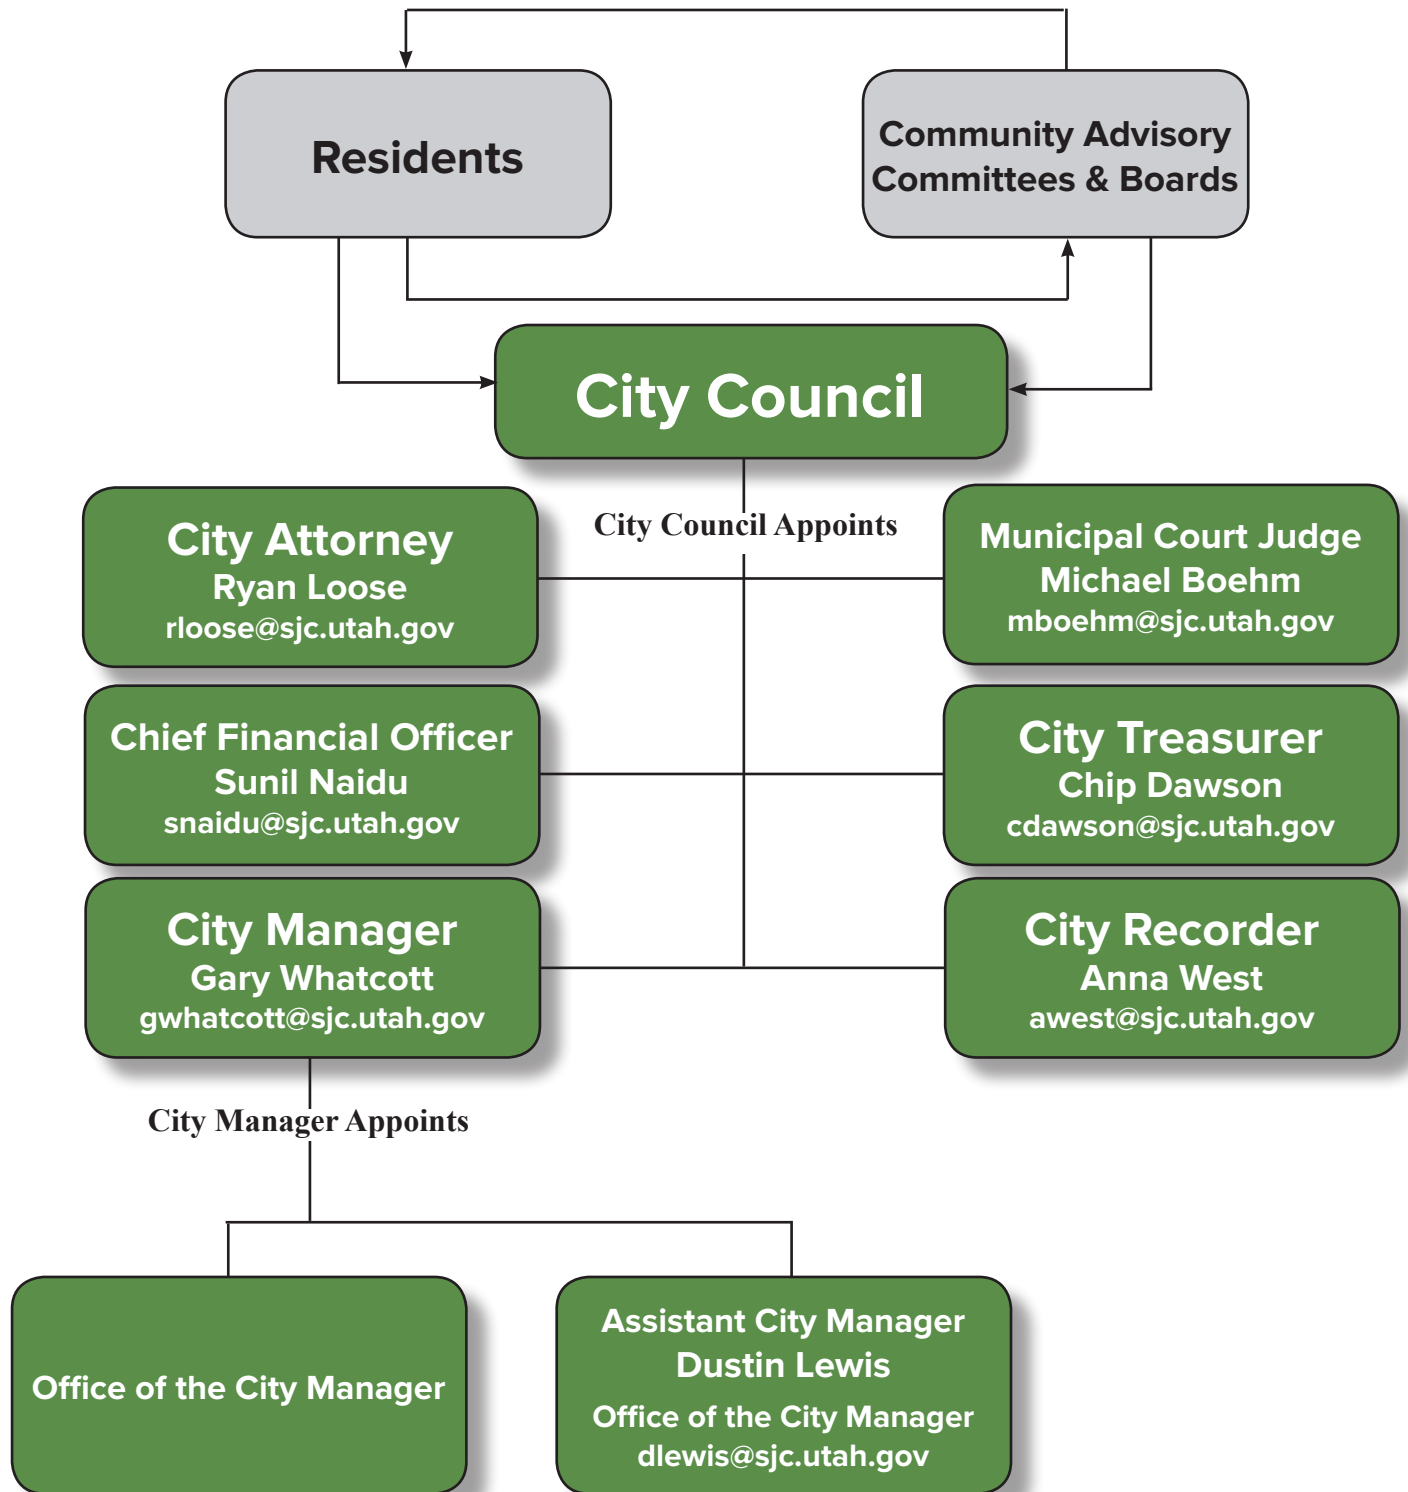 Residents
Community Advisory
Committees & Boards
City Council
City Council Appoints
City Attorney
Ryan Loose
rloose@sjc.utah.gov
Municipal Court Judge
Michael Boehm
mboehm@sjc.utah.gov
Chief Financial Officer
Sunil Naidu
snaidu@sjc.utah.gov
City Treasurer
Chip Dawson
cdawson@sjc.utah.gov
City Manager
Gary Whatcott
gwhatcott@sjc.utah.gov
City Recorder
Anna West
awest@sjc.utah.gov
City Manager Appoints
Office of the City Manager
Assistant City Manager
Dustin Lewis
Office of the City Manager
dlewis@sjc.utah.gov